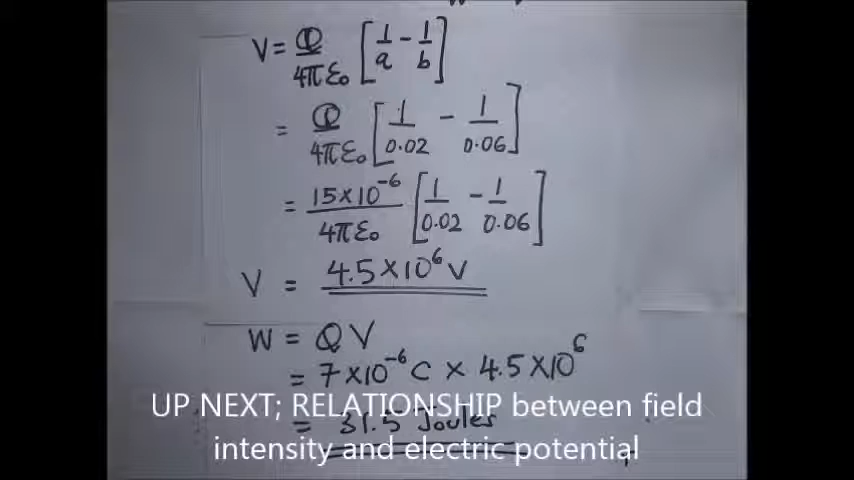 V = Q/4πε₀ [1/a - 1/b]
= Q/4πε₀ [1/0.02 - 1/0.06]
= 15×10⁻⁶/4πε₀ [1/0.02 - 1/0.06]
V = 4.5×10⁶ V
W = QV
= 7×10⁻⁶ C × 4.5×10⁶
= 31.5 Joules
UP NEXT; RELATIONSHIP between field
intensity and electric potential